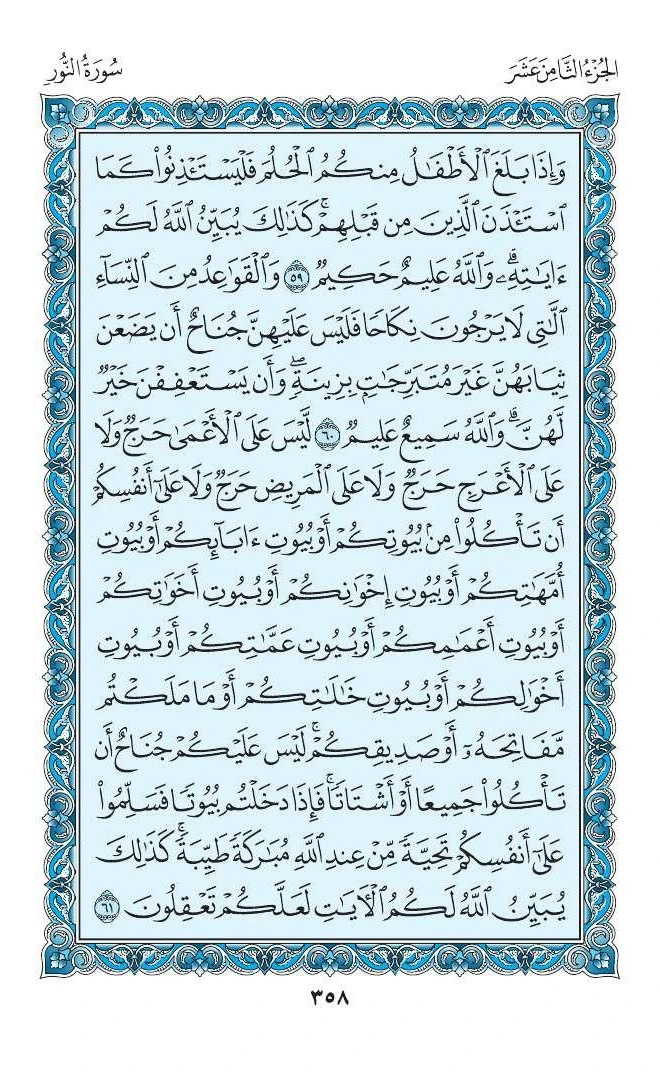 الجُزْءُ الثَّامِنَ عَشَرَ
سُورَةُ النُّورِ
وَإِذَا بَلَغَ ٱلْأَطْفَٰلُ مِنكُمُ ٱلْحُلُمَ فَلْيَسْتَـْٔذِنُوا۟ كَمَا
ٱسْتَـْٔذَنَ ٱلَّذِينَ مِن قَبْلِهِمْ ۚ كَذَٰلِكَ يُبَيِّنُ ٱللَّهُ لَكُمْ
ءَايَٰتِهِۦ ۗ وَٱللَّهُ عَلِيمٌ حَكِيمٌ ٥٩ وَٱلْقَوَٰعِدُ مِنَ ٱلنِّسَآءِ
ٱلَّٰتِى لَا يَرْجُونَ نِكَاحًا فَلَيْسَ عَلَيْهِنَّ جُنَاحٌ أَن يَضَعْنَ
ثِيَابَهُنَّ غَيْرَ مُتَبَرِّجَٰتٍۭ بِزِينَةٍ ۖ وَأَن يَسْتَعْفِفْنَ خَيْرٌ
لَّهُنَّ ۗ وَٱللَّهُ سَمِيعٌ عَلِيمٌ ٦٠ لَّيْسَ عَلَى ٱلْأَعْمَىٰ حَرَجٌ وَلَا
عَلَى ٱلْأَعْرَجِ حَرَجٌ وَلَا عَلَى ٱلْمَرِيضِ حَرَجٌ وَلَا عَلَىٰٓ أَنفُسِكُمْ
أَن تَأْكُلُوا۟ مِنۢ بُيُوتِكُمْ أَوْ بُيُوتِ ءَابَآئِكُمْ أَوْ بُيُوتِ
أُمَّهَٰتِكُمْ أَوْ بُيُوتِ إِخْوَٰنِكُمْ أَوْ بُيُوتِ أَخَوَٰتِكُمْ
أَوْ بُيُوتِ أَعْمَٰمِكُمْ أَوْ بُيُوتِ عَمَّٰتِكُمْ أَوْ بُيُوتِ
أَخْوَٰلِكُمْ أَوْ بُيُوتِ خَٰلَٰتِكُمْ أَوْ مَا مَلَكْتُم
مَّفَاتِحَهُۥٓ أَوْ صَدِيقِكُمْ ۚ لَيْسَ عَلَيْكُمْ جُنَاحٌ أَن
تَأْكُلُوا۟ جَمِيعًا أَوْ أَشْتَاتًا ۚ فَإِذَا دَخَلْتُم بُيُوتًا فَسَلِّمُوا۟
عَلَىٰٓ أَنفُسِكُمْ تَحِيَّةً مِّنْ عِندِ ٱللَّهِ مُبَٰرَكَةً طَيِّبَةً ۚ كَذَٰلِكَ
يُبَيِّنُ ٱللَّهُ لَكُمُ ٱلْءَايَٰتِ لَعَلَّكُمْ تَعْقِلُونَ ٦١
٣٥٨